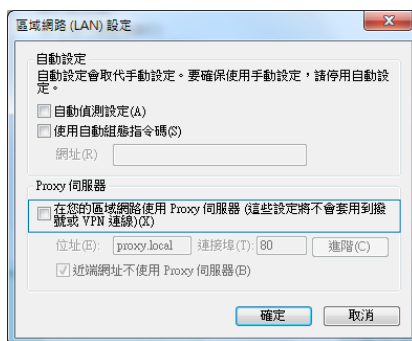 區域網路 (LAN) 設定
自動設定
自動設定會取代手動設定。要確保使用手動設定，請停用自動設
定。
自動偵測設定(A)
使用自動組態指令碼(S)
網址(R)
Proxy 伺服器
在您的區域網路使用 Proxy 伺服器 (這些設定將不會套用到撥
號或 VPN 連線)(X)
位址(E): proxy.local 連接埠(T): 80 進階(C)
近端網址不使用 Proxy 伺服器(B)
確定 取消